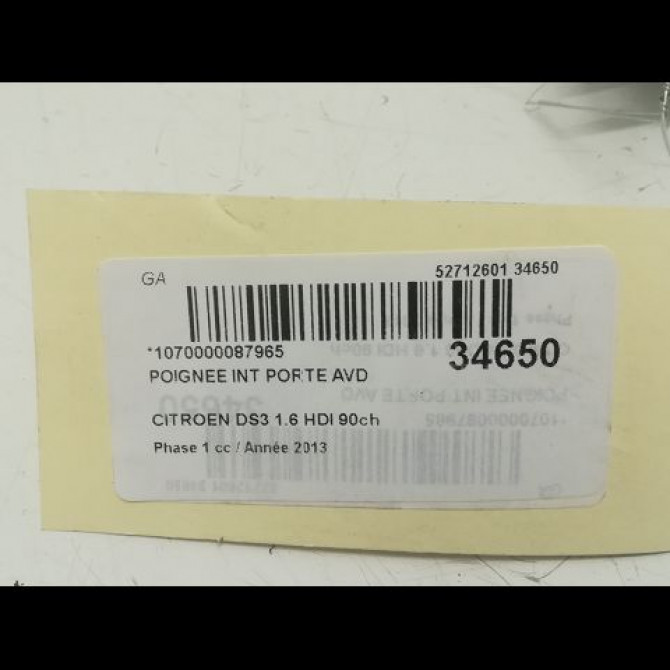 GA 52712601 34650
*1070000087965 34650
POIGNEE INT PORTE AVD
CITROEN DS3 1.6 HDI 90ch
Phase 1 cc / Année 2013